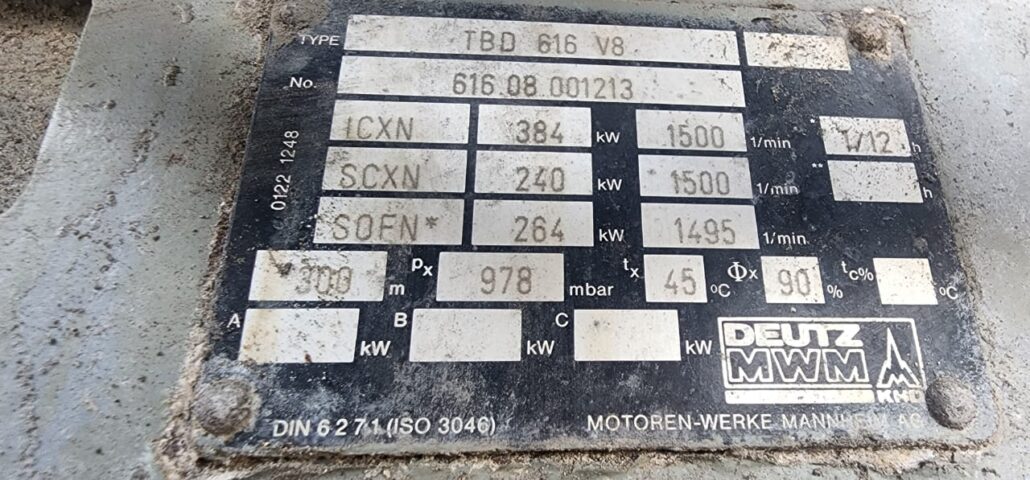 TYPE TBD 616 V8
No. 616.08.001213
ICXN 384 kW 1500 1/min * 1/12 h
SCXN 240 kW 1500 1/min ** h
SOFN* 264 kW 1495 1/min
0122 1248
300 m px 978 mbar tx 45 °C Φx 90 % tc% °C
A kW B kW C kW
DEUTZ
MWM
KHD
DIN 6271 (ISO 3046) MOTOREN-WERKE MANNHEIM AG